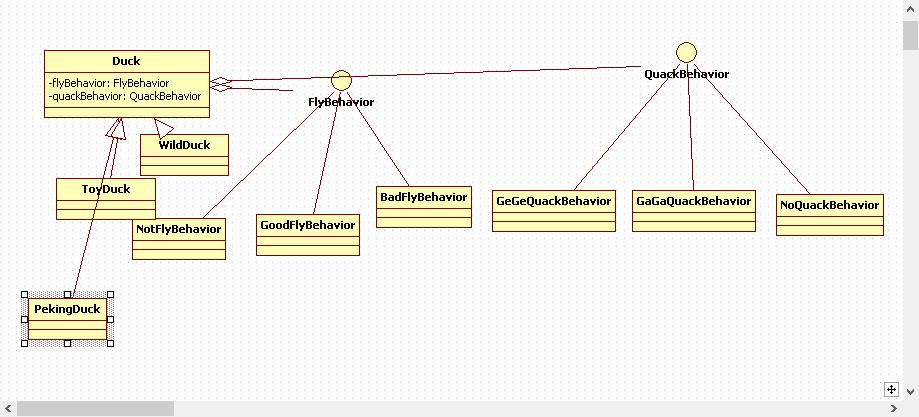 Duck
-flyBehavior: FlyBehavior
-quackBehavior: QuackBehavior
QuackBehavior
FlyBehavior
WildDuck
ToyDuck
NotFlyBehavior
GoodFlyBehavior
BadFlyBehavior
GeGeQuackBehavior
GaGaQuackBehavior
NoQuackBehavior
PekingDuck